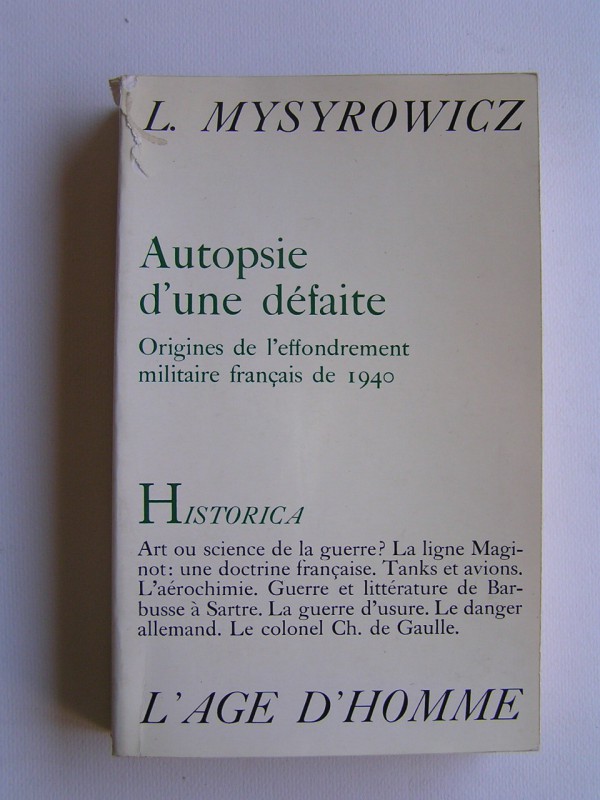 L. MYSYROWICZ
Autopsie
d'une défaite
Origines de l'effondrement
militaire français de 1940
HISTORICA
Art ou science de la guerre? La ligne Magi-
not: une doctrine française. Tanks et avions.
L'aérochimie. Guerre et littérature de Bar-
busse à Sartre. La guerre d'usure. Le danger
allemand. Le colonel Ch. de Gaulle.
L'AGE D'HOMME